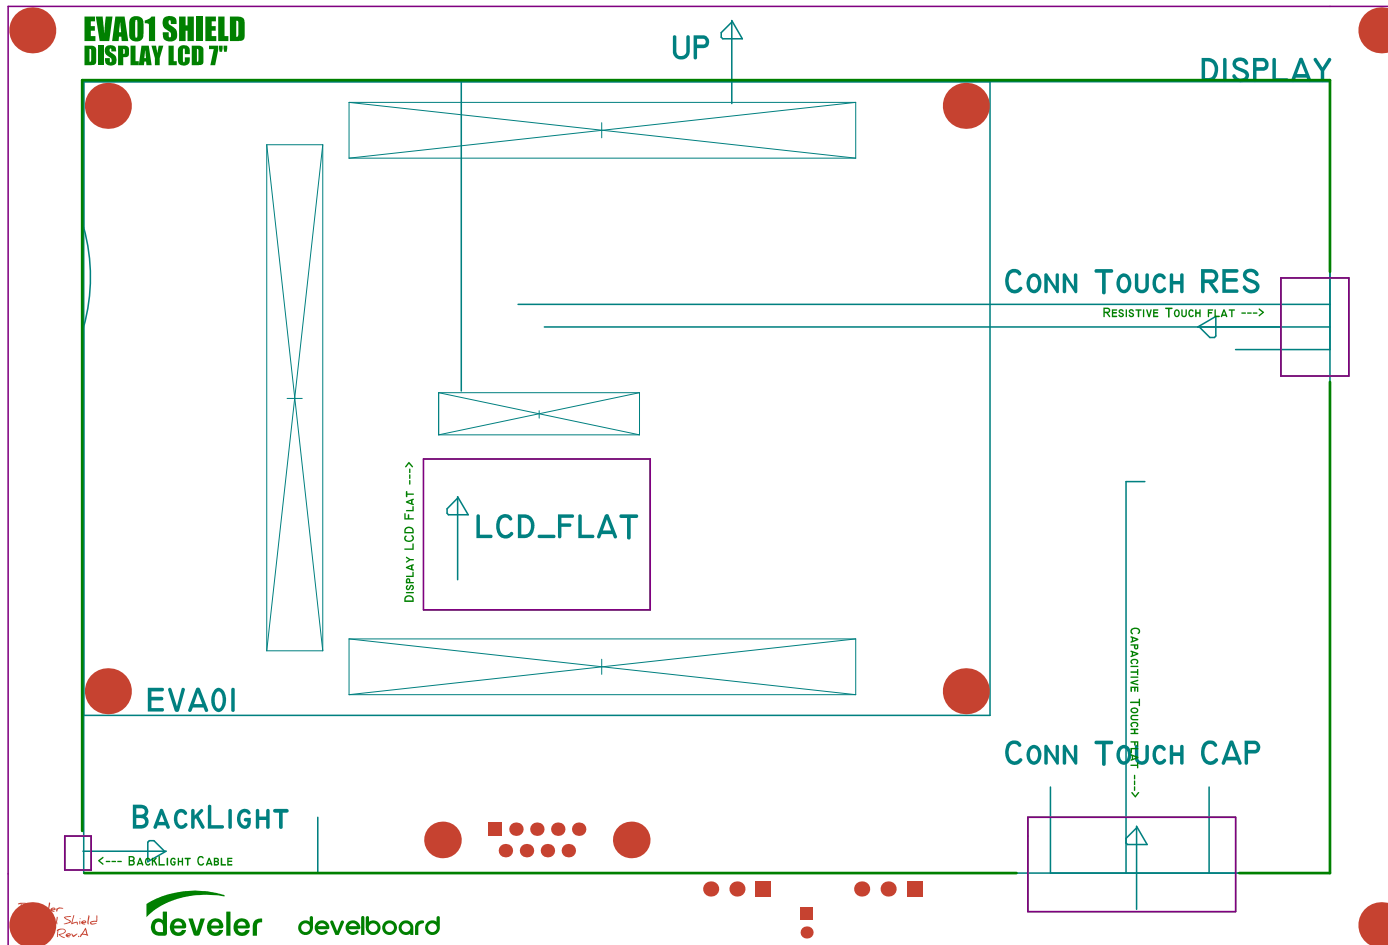 EVA01 SHIELD
DISPLAY LCD 7"
UP
DISPLAY
CONN TOUCH RES
RESISTIVE TOUCH FLAT --->
DISPLAY LCD FLAT --->
LCD_FLAT
CAPACITIVE TOUCH FLAT --->
EVA01
CONN TOUCH CAP
BACKLIGHT
<--- BACKLIGHT CABLE
Shield
Rev.A
develer
develboard